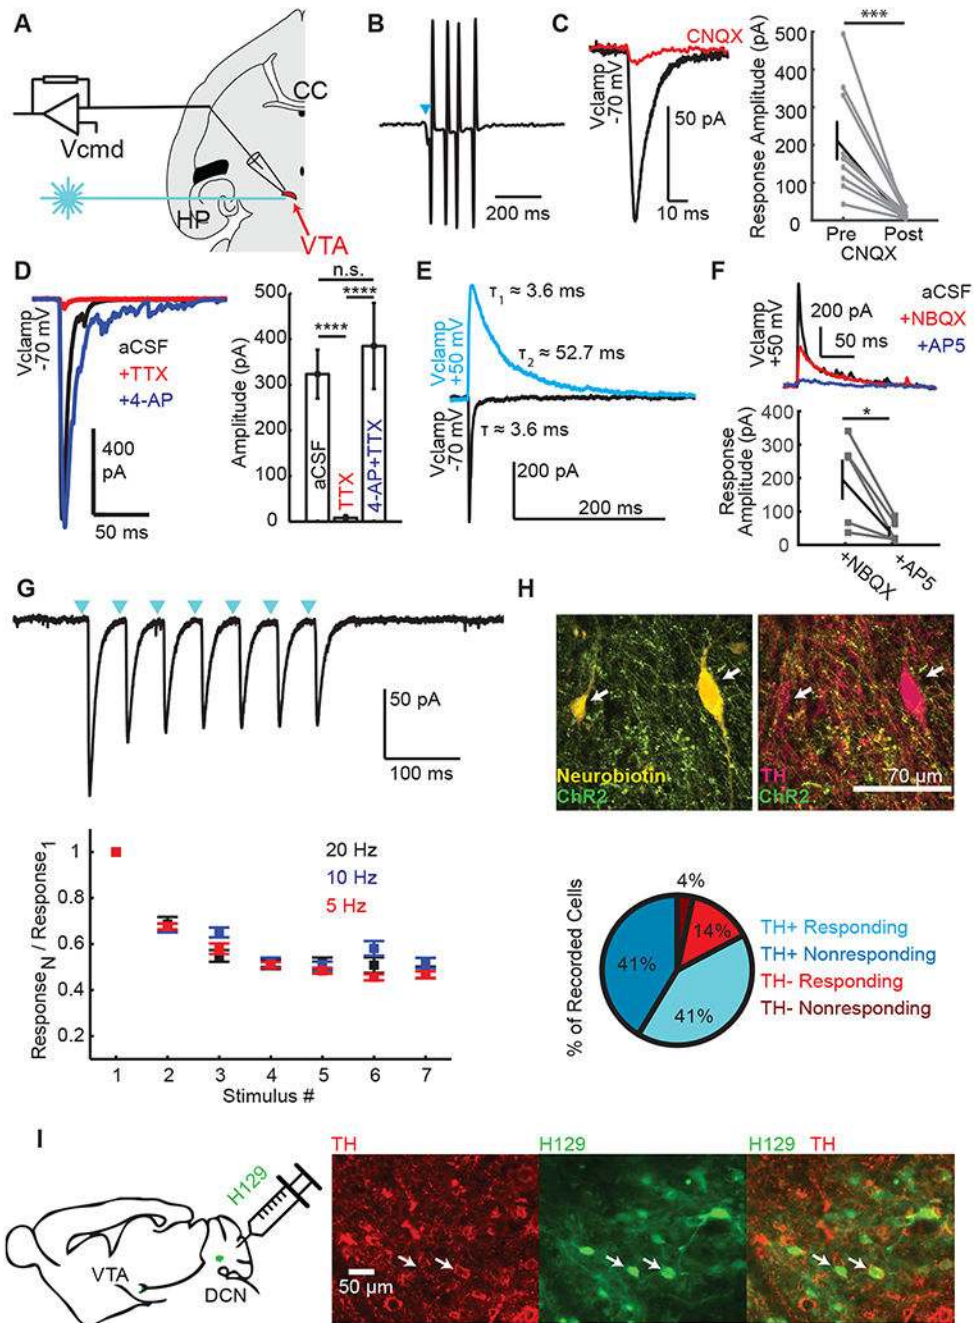 A
Vcmd
CC
HP
VTA
B
200 ms
C
CNQX
Vclamp
-70 mV
50 pA
10 ms
***
Response Amplitude (pA)
500
400
300
200
100
0
Pre
Post
CNQX
D
Vclamp
-70 mV
aCSF
+TTX
+4-AP
400
pA
50 ms
n.s.
****
****
Amplitude (pA)
500
400
300
200
100
0
aCSF
TTX
4-AP+TTX
E
Vclamp
+50 mV
τ1 ≈ 3.6 ms
τ2 ≈ 52.7 ms
Vclamp
-70 mV
τ ≈ 3.6 ms
200 pA
200 ms
F
Vclamp
+50 mV
200 pA
50 ms
aCSF
+NBQX
+AP5
Response
Amplitude (pA)
400
300
200
100
0
*
+NBQX
+AP5
G
50 pA
100 ms
ResponseN / Response1
1
0.8
0.6
0.4
0.2
20 Hz
10 Hz
5 Hz
1 2 3 4 5 6 7
Stimulus #
H
Neurobiotin
ChR2
TH
ChR2
70 µm
% of Recorded Cells
4%
14%
41%
41%
TH+ Responding
TH+ Nonresponding
TH- Responding
TH- Nonresponding
I
H129
VTA
DCN
TH
50 µm
H129
H129 TH